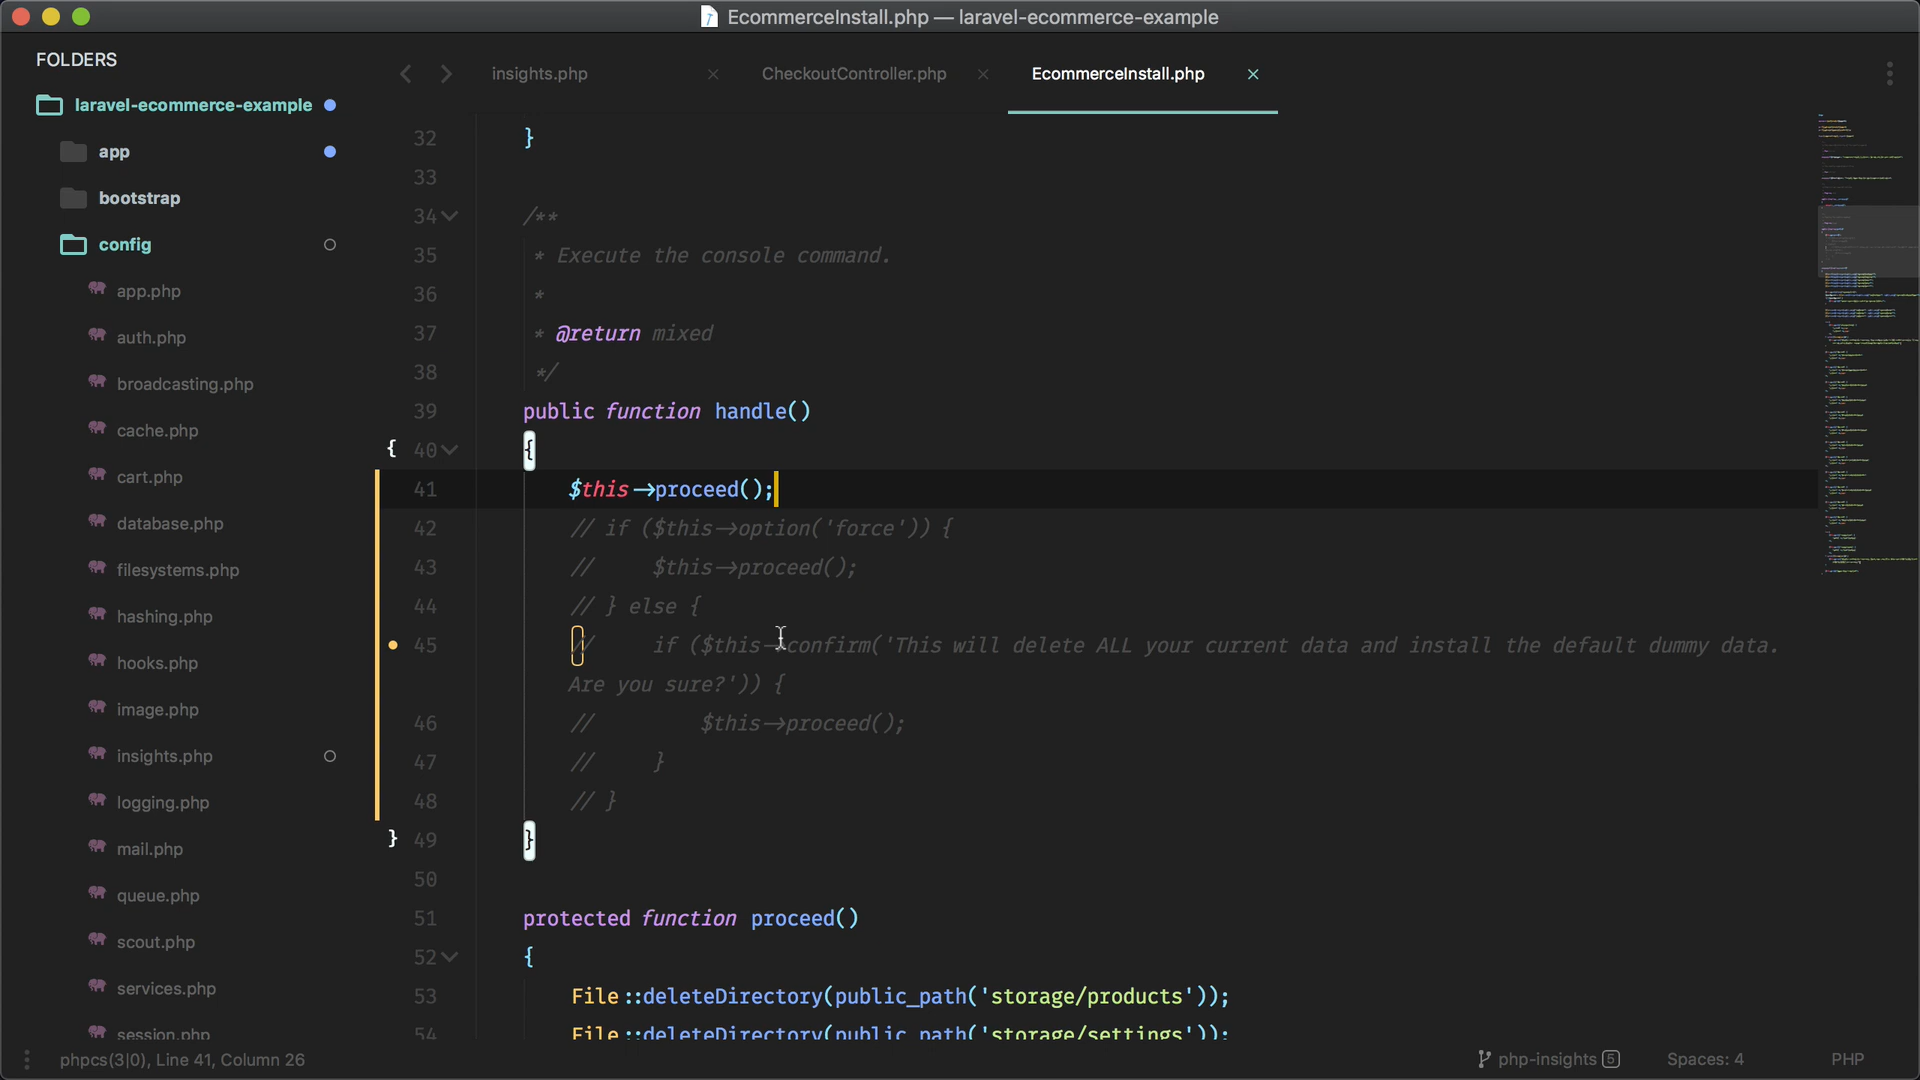 EcommerceInstall.php — laravel-ecommerce-example
FOLDERS
laravel-ecommerce-example
app
bootstrap
config
app.php
auth.php
broadcasting.php
cache.php
cart.php
database.php
filesystems.php
hashing.php
hooks.php
image.php
insights.php
logging.php
mail.php
queue.php
scout.php
services.php
session.php
insights.php
CheckoutController.php
EcommerceInstall.php
32 }
33
34 /**
35 * Execute the console command.
36 *
37 * @return mixed
38 */
39 public function handle()
{ 40 {
41 $this->proceed();
42 // if ($this->option('force')) {
43 // $this->proceed();
44 // } else {
45 // if ($this->confirm('This will delete ALL your current data and install the default dummy data.
Are you sure?')) {
46 // $this->proceed();
47 // }
48 // }
} 49 }
50
51 protected function proceed()
52 {
53 File::deleteDirectory(public_path('storage/products'));
54 File::deleteDirectory(public_path('storage/settings'));
phpcs(3|0), Line 41, Column 26
php-insights 5
Spaces: 4
PHP